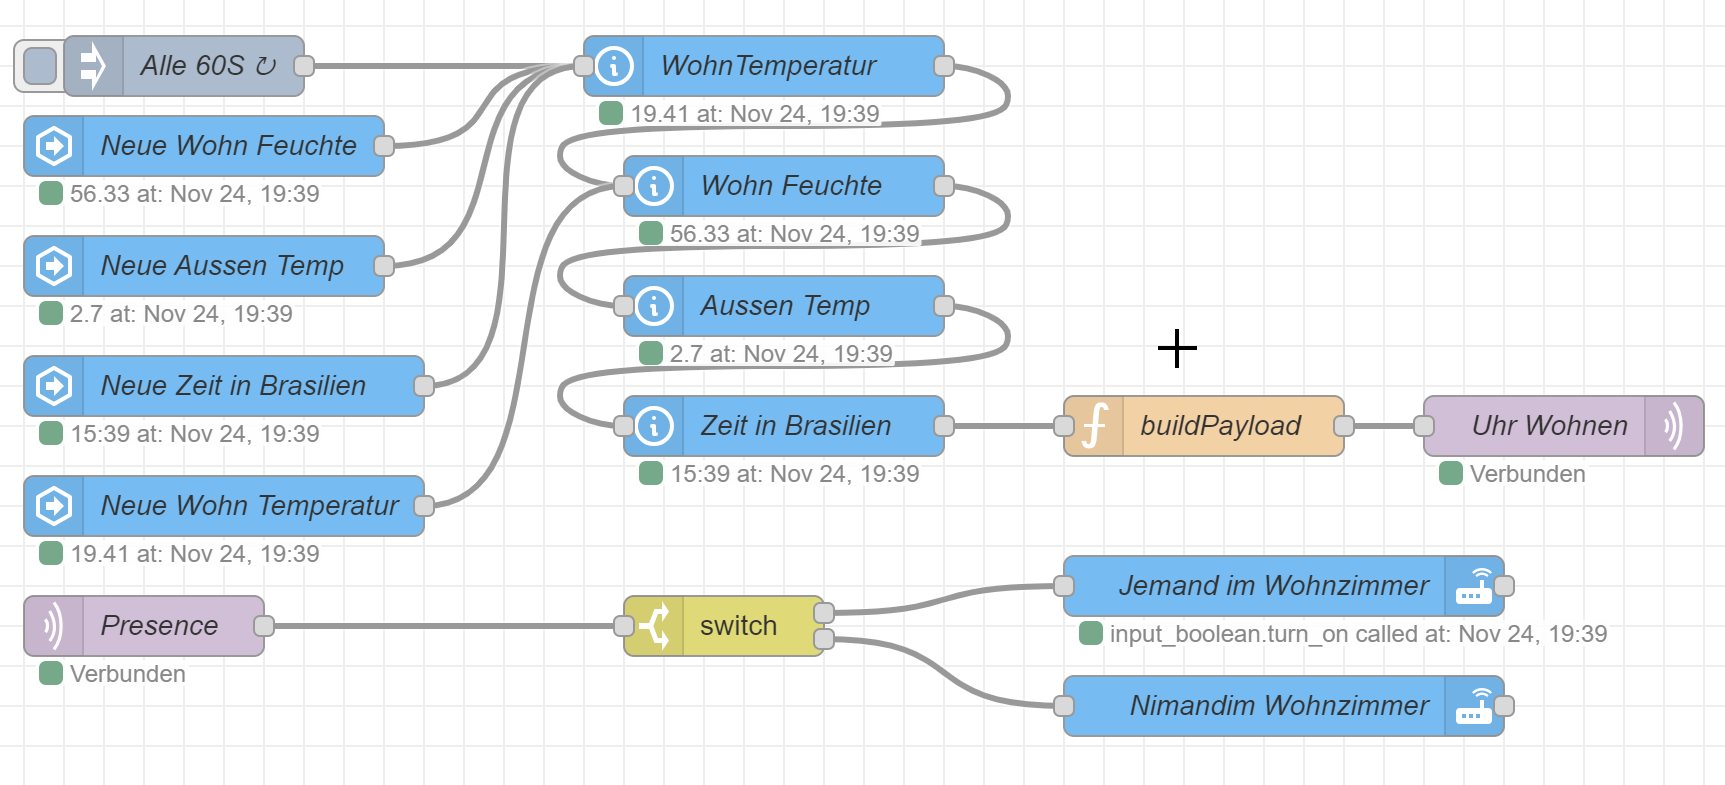 Alle 60S ↻
WohnTemperatur
19.41 at: Nov 24, 19:39
Neue Wohn Feuchte
56.33 at: Nov 24, 19:39
Wohn Feuchte
56.33 at: Nov 24, 19:39
Neue Aussen Temp
2.7 at: Nov 24, 19:39
Aussen Temp
2.7 at: Nov 24, 19:39
Neue Zeit in Brasilien
15:39 at: Nov 24, 19:39
Zeit in Brasilien
15:39 at: Nov 24, 19:39
buildPayload
Uhr Wohnen
Verbunden
Neue Wohn Temperatur
19.41 at: Nov 24, 19:39
Presence
Verbunden
switch
Jemand im Wohnzimmer
input_boolean.turn_on called at: Nov 24, 19:39
Nimandim Wohnzimmer